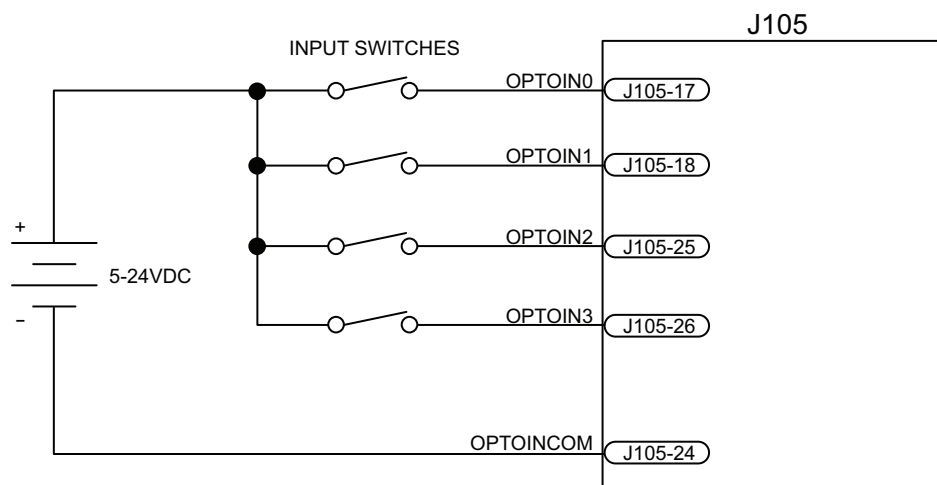 J105
INPUT SWITCHES
OPTOIN0
J105-17
OPTOIN1
J105-18
+
OPTOIN2
J105-25
5-24VDC
−
OPTOIN3
J105-26
OPTOINCOM
J105-24